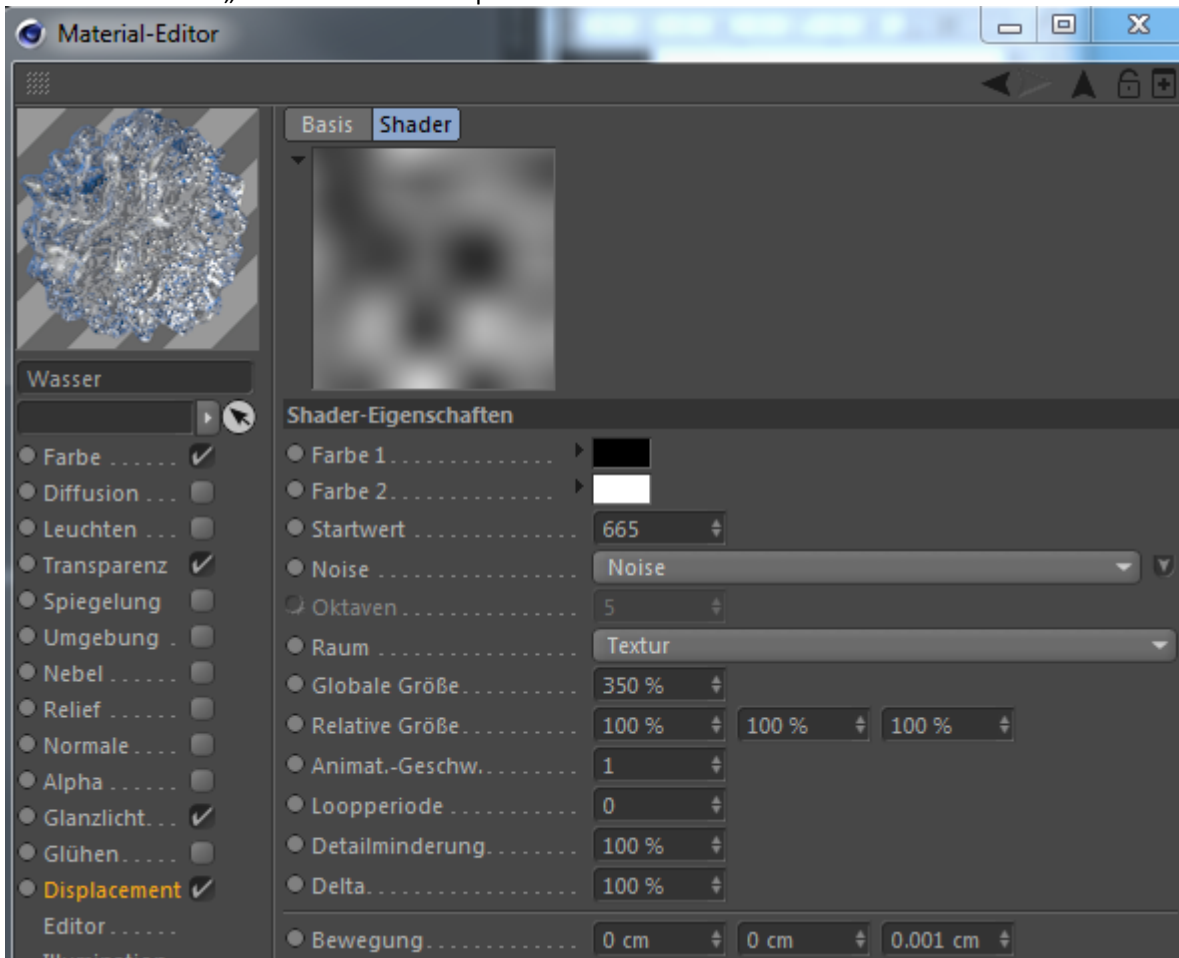 Material-Editor
Basis Shader
Wasser
Shader-Eigenschaften
Farbe ...... Farbe 1..............
Diffusion .... Farbe 2..............
Leuchten .... Startwert .............. 665
Transparenz Noise ................. Noise
Spiegelung Oktaven ................ 5
Umgebung . Raum ................. Textur
Nebel ...... Globale Größe.......... 350 %
Relief ...... Relative Größe.......... 100 % 100 % 100 %
Normale .... Animat.-Geschw......... 1
Alpha ...... Loopperiode ........... 0
Glanzlicht... Detailminderung........ 100 %
Glühen..... Delta.................. 100 %
Displacement
Editor ...... Bewegung............. 0 cm 0 cm 0.001 cm